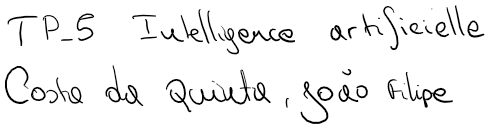 TP_5 Intelligence artificielle
Costa da Quinta, João Filipe